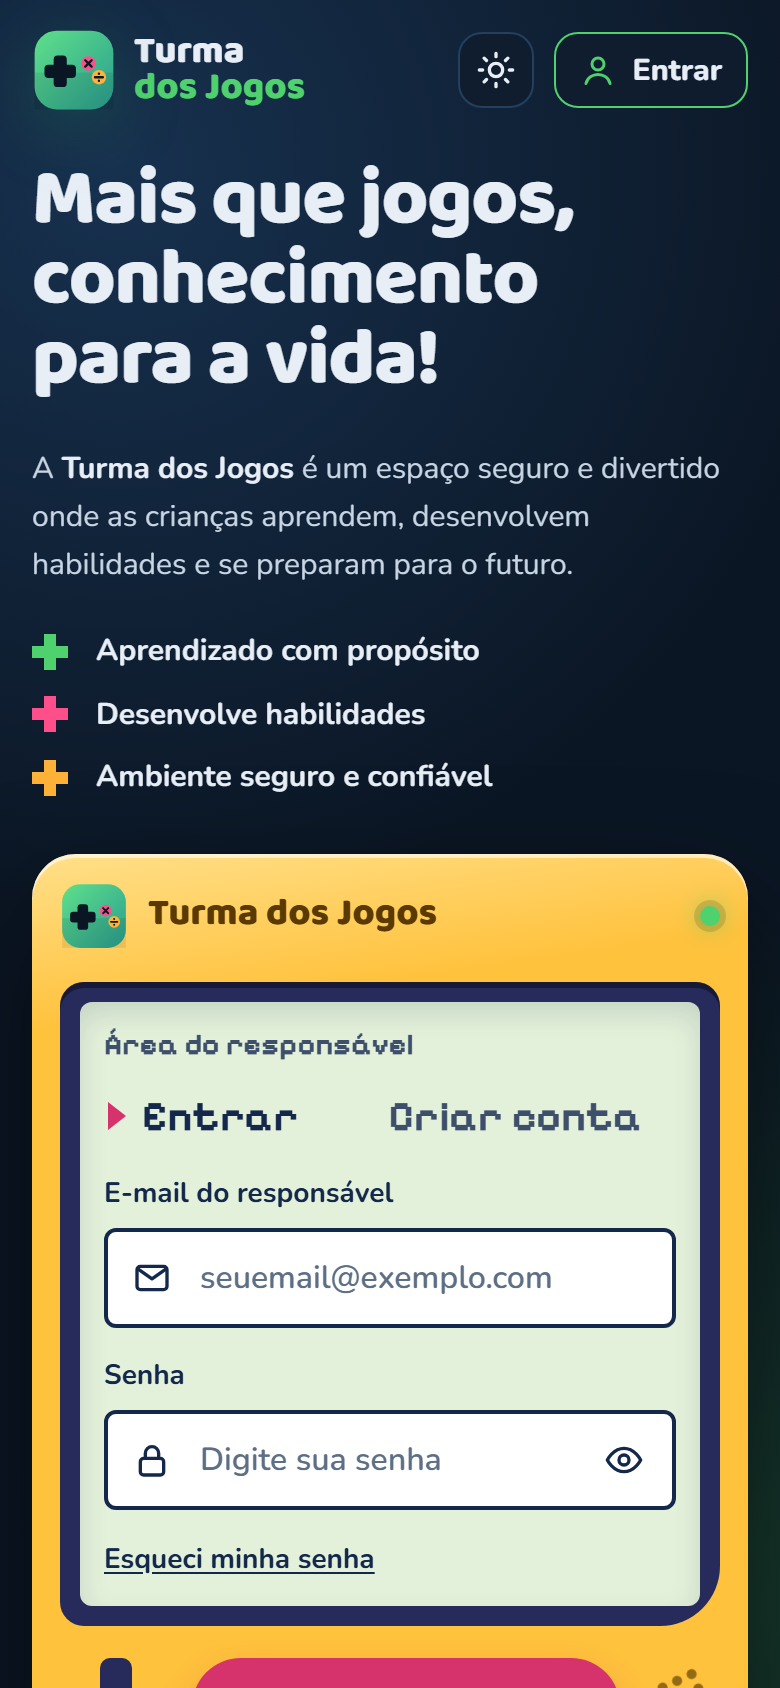 Turma
dos Jogos
Entrar
Mais que jogos,
conhecimento
para a vida!
A Turma dos Jogos é um espaço seguro e divertido
onde as crianças aprendem, desenvolvem
habilidades e se preparam para o futuro.
Aprendizado com propósito
Desenvolve habilidades
Ambiente seguro e confiável
Turma dos Jogos
Área do responsável
Entrar
Criar conta
E-mail do responsável
seuemail@exemplo.com
Senha
Digite sua senha
Esqueci minha senha